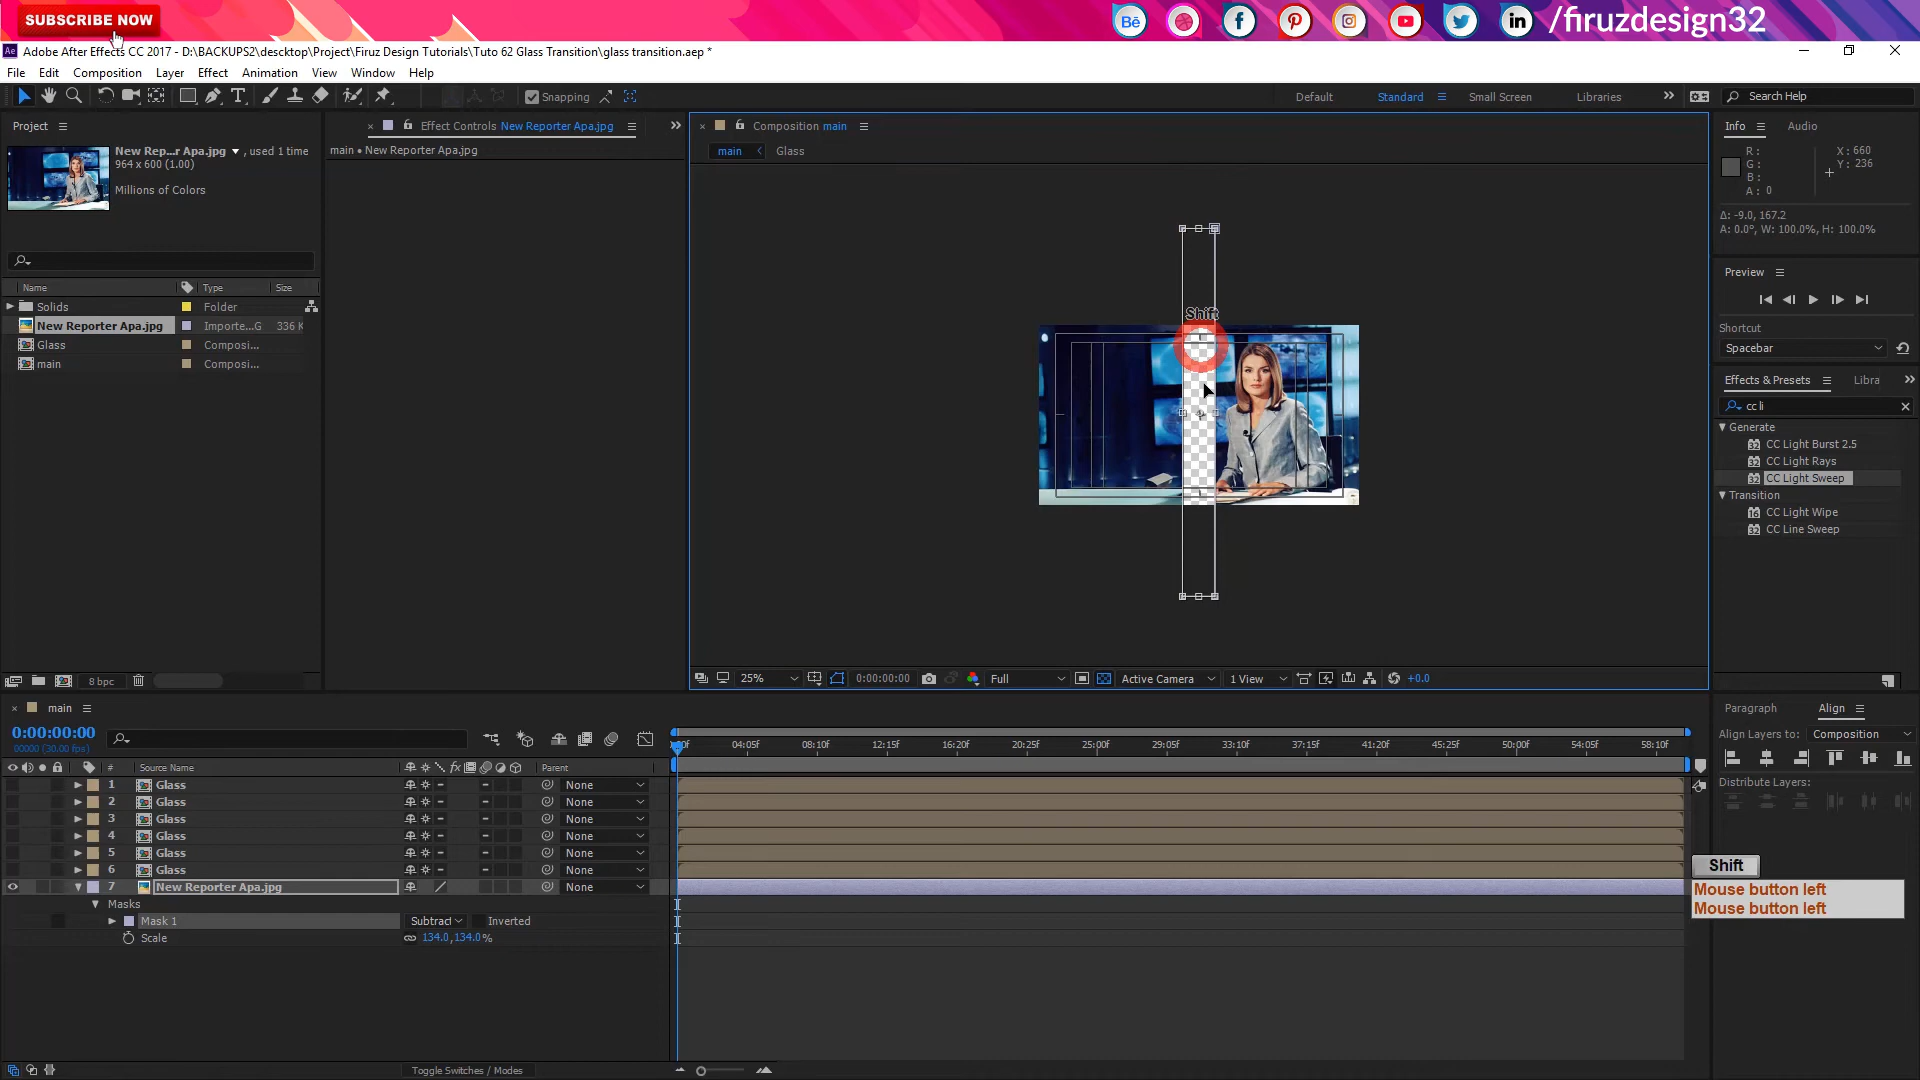 SUBSCRIBE NOW
/firuzdesign32
Adobe After Effects CC 2017 - D:\BACKUPS2\descktop\Project\Firuz Design Tutorials\Tuto 62 Glass Transition\glass transition.aep *
File Edit Composition Layer Effect Animation View Window Help
Snapping Default Standard Small Screen Libraries Search Help
Project Effect Controls New Reporter Apa.jpg Composition main Info Audio
New Rep...r Apa.jpg , used 1 time
964 x 600 (1.00)
Millions of Colors
main • New Reporter Apa.jpg
main Glass
R: X: 660
G: Y: 236
B:
A: 0
Δ: -9.0, 167.2
A: 0.0°, W: 100.0%, H: 100.0%
Preview
Shortcut
Spacebar
Name Type Size
Solids Folder
New Reporter Apa.jpg Importe...G 336 K
Glass Composi...
main Composi...
Shift
Effects & Presets Libra
cc li
Generate
CC Light Burst 2.5
CC Light Rays
CC Light Sweep
Transition
CC Light Wipe
CC Line Sweep
8 bpc
25% 0:00:00:00 Full Active Camera 1 View +0.0
main
0:00:00:00
00000 (30.00 fps)
:00f 04:05f 08:10f 12:15f 16:20f 20:25f 25:00f 29:05f 33:10f 37:15f 41:20f 45:25f 50:00f 54:05f 58:10f
# Source Name fx Parent
1 Glass None
2 Glass None
3 Glass None
4 Glass None
5 Glass None
6 Glass None
7 New Reporter Apa.jpg None
Masks
Mask 1 Subtract Inverted
Scale 134.0,134.0%
Toggle Switches / Modes
Paragraph Align
Align Layers to: Composition
Distribute Layers:
Shift
Mouse button left
Mouse button left